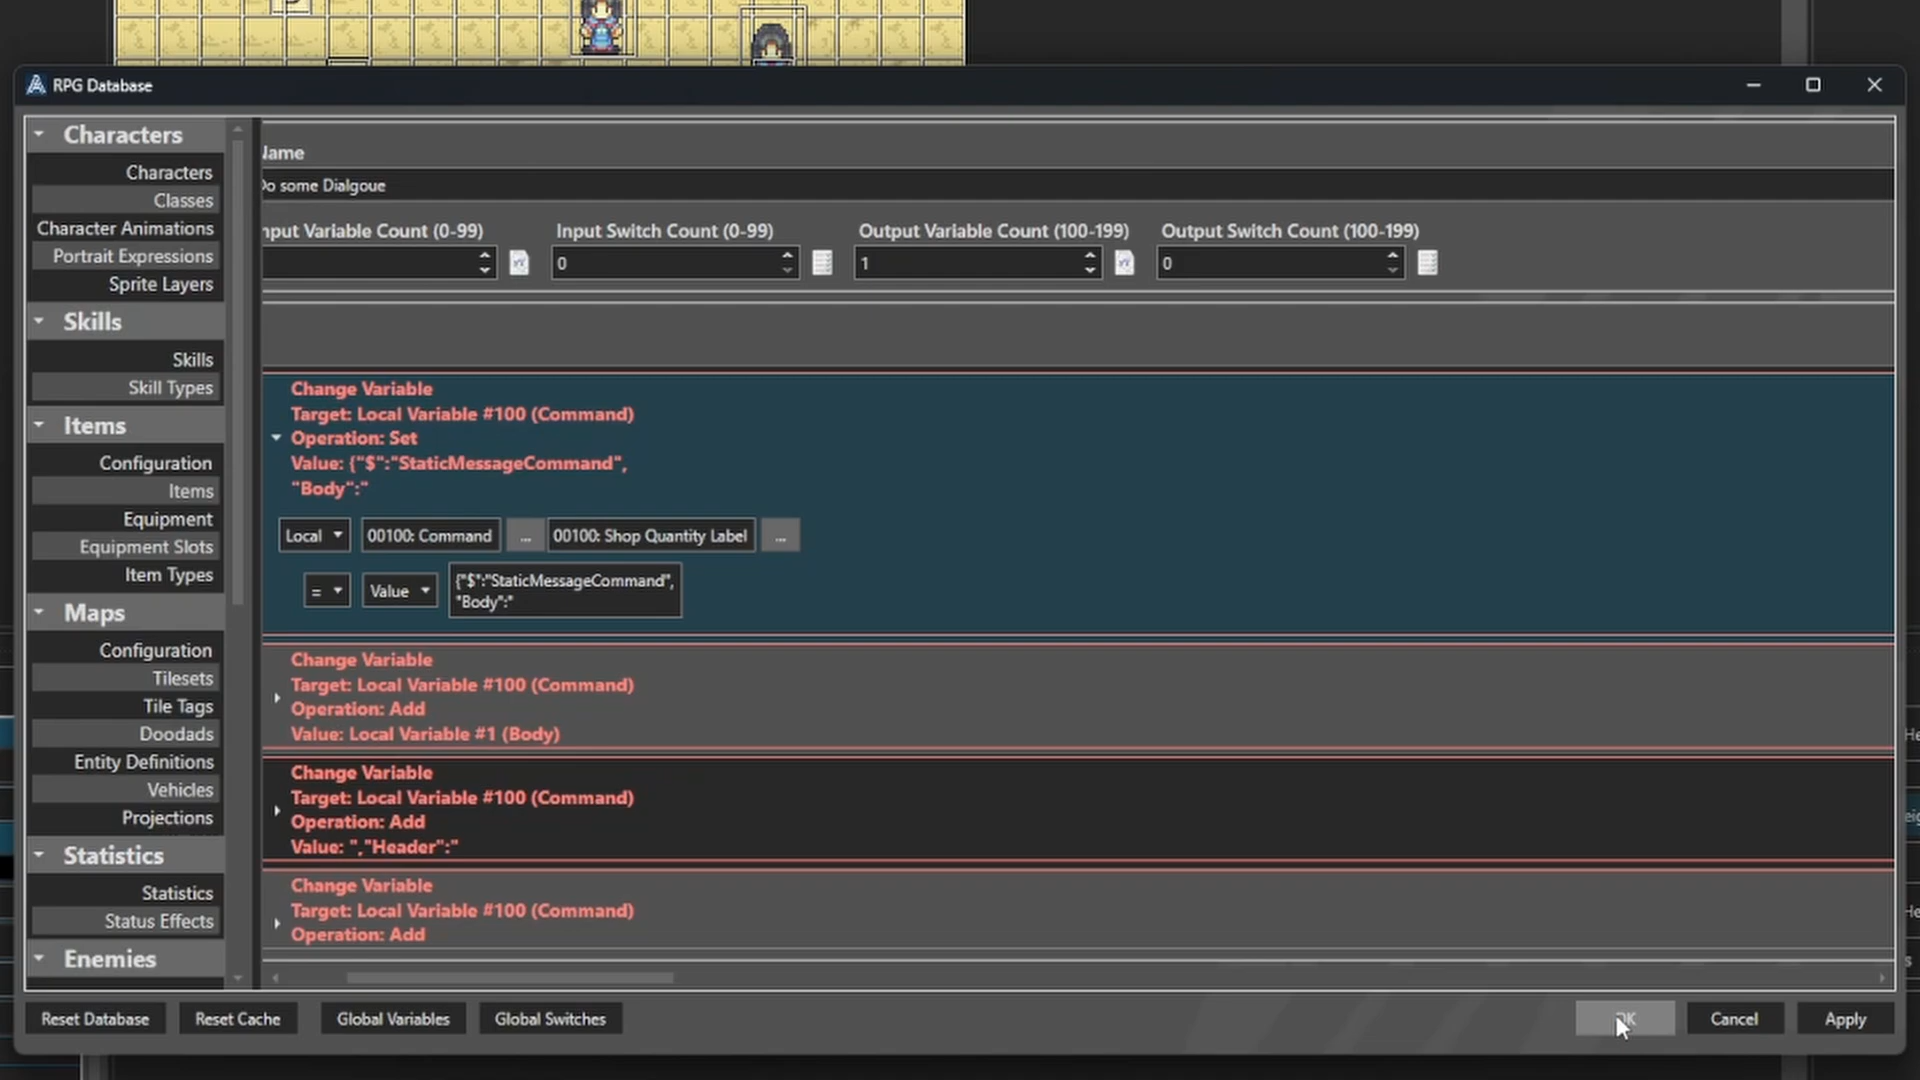 RPG Database
Characters
Characters
Classes
Character Animations
Portrait Expressions
Sprite Layers
Skills
Skills
Skill Types
Items
Configuration
Items
Equipment
Equipment Slots
Item Types
Maps
Configuration
Tilesets
Tile Tags
Doodads
Entity Definitions
Vehicles
Projections
Statistics
Statistics
Status Effects
Enemies
Name
Do some Dialgoue
nput Variable Count (0-99) Input Switch Count (0-99) Output Variable Count (100-199) Output Switch Count (100-199)
0 1 0
Change Variable
Target: Local Variable #100 (Command)
Operation: Set
Value: {"$":"StaticMessageCommand",
"Body":"
Local 00100: Command ... 00100: Shop Quantity Label ...
= Value {"$":"StaticMessageCommand",
"Body":"
Change Variable
Target: Local Variable #100 (Command)
Operation: Add
Value: Local Variable #1 (Body)
Change Variable
Target: Local Variable #100 (Command)
Operation: Add
Value: ","Header":"
Change Variable
Target: Local Variable #100 (Command)
Operation: Add
Reset Database Reset Cache Global Variables Global Switches OK Cancel Apply